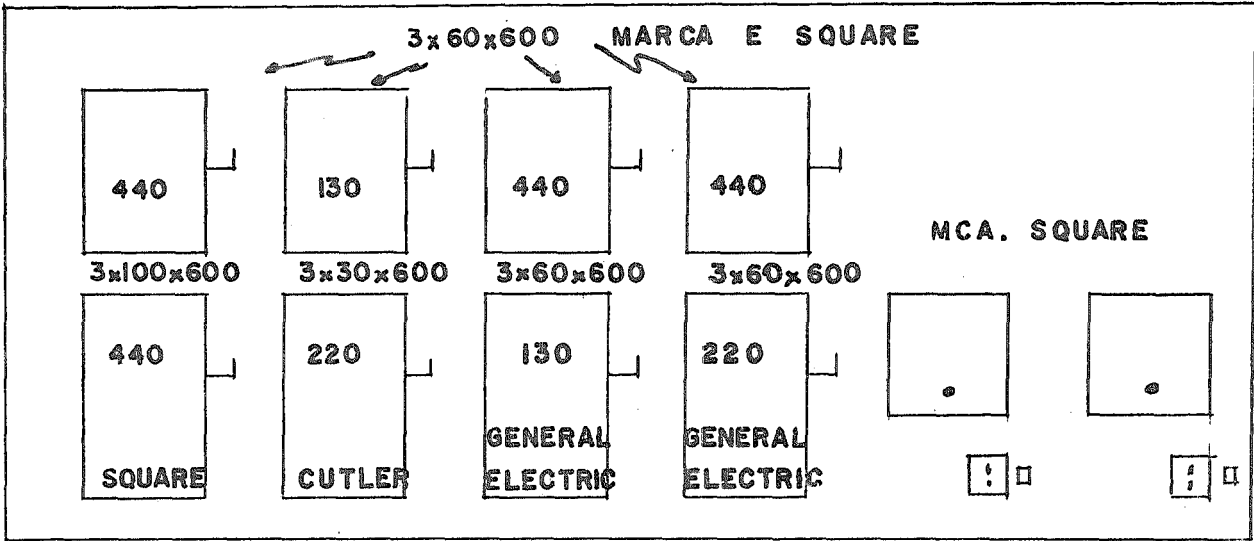 3x60x600 MARCA E SQUARE
440 130 440 440
MCA. SQUARE
3x100x600 3x30x600 3x60x600 3x60x600
440 220 130 220
GENERAL GENERAL
SQUARE CUTLER ELECTRIC ELECTRIC